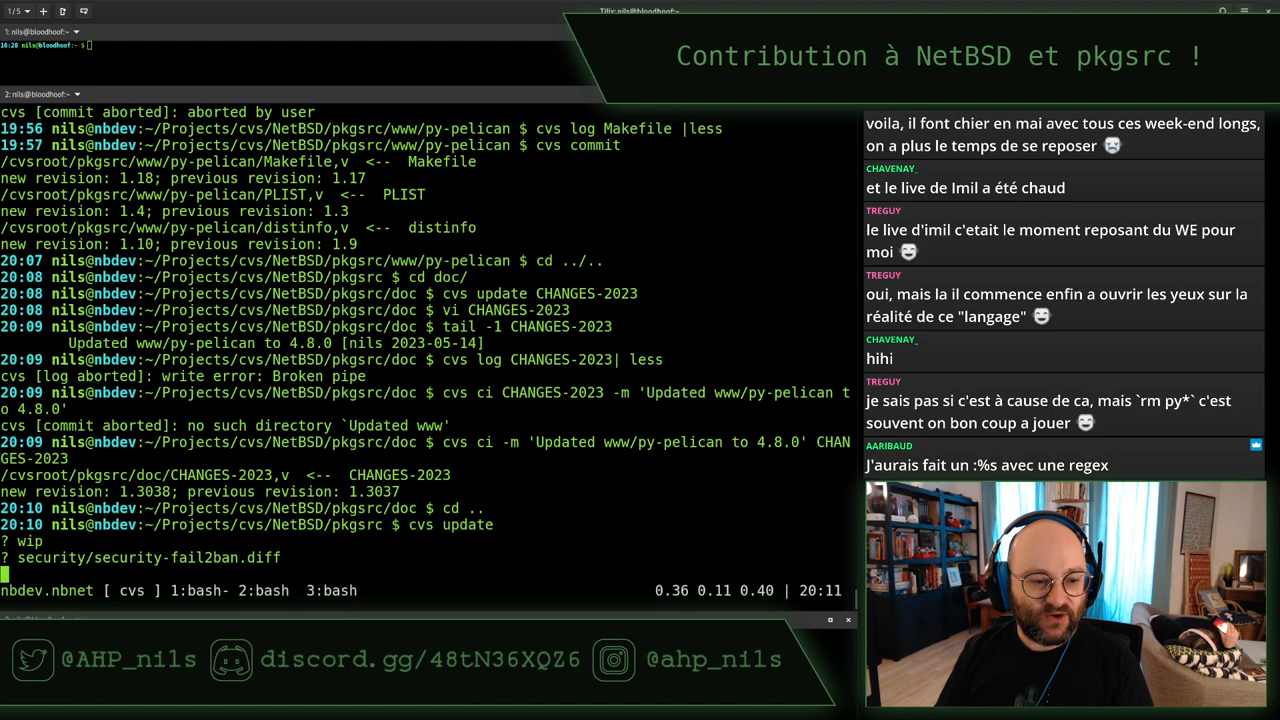 1/5
Tilix: nils@bloodhoof:~
1: nils@bloodhoof:~
16:20 nils@bloodhoof:~ $
Contribution à NetBSD et pkgsrc !
2: nils@bloodhoof:~
cvs [commit aborted]: aborted by user
19:56 nils@nbdev:~/Projects/cvs/NetBSD/pkgsrc/www/py-pelican $ cvs log Makefile |less
19:57 nils@nbdev:~/Projects/cvs/NetBSD/pkgsrc/www/py-pelican $ cvs commit
/cvsroot/pkgsrc/www/py-pelican/Makefile,v  <--  Makefile
new revision: 1.18; previous revision: 1.17
/cvsroot/pkgsrc/www/py-pelican/PLIST,v  <--  PLIST
new revision: 1.4; previous revision: 1.3
/cvsroot/pkgsrc/www/py-pelican/distinfo,v  <--  distinfo
new revision: 1.10; previous revision: 1.9
20:07 nils@nbdev:~/Projects/cvs/NetBSD/pkgsrc/www/py-pelican $ cd ../..
20:08 nils@nbdev:~/Projects/cvs/NetBSD/pkgsrc $ cd doc/
20:08 nils@nbdev:~/Projects/cvs/NetBSD/pkgsrc/doc $ cvs update CHANGES-2023
20:08 nils@nbdev:~/Projects/cvs/NetBSD/pkgsrc/doc $ vi CHANGES-2023
20:09 nils@nbdev:~/Projects/cvs/NetBSD/pkgsrc/doc $ tail -1 CHANGES-2023
Updated www/py-pelican to 4.8.0 [nils 2023-05-14]
20:09 nils@nbdev:~/Projects/cvs/NetBSD/pkgsrc/doc $ cvs log CHANGES-2023| less
cvs [log aborted]: write error: Broken pipe
20:09 nils@nbdev:~/Projects/cvs/NetBSD/pkgsrc/doc $ cvs ci CHANGES-2023 -m 'Updated www/py-pelican t
o 4.8.0'
cvs [commit aborted]: no such directory `Updated www'
20:09 nils@nbdev:~/Projects/cvs/NetBSD/pkgsrc/doc $ cvs ci -m 'Updated www/py-pelican to 4.8.0' CHAN
GES-2023
/cvsroot/pkgsrc/doc/CHANGES-2023,v  <--  CHANGES-2023
new revision: 1.3038; previous revision: 1.3037
20:10 nils@nbdev:~/Projects/cvs/NetBSD/pkgsrc/doc $ cd ..
20:10 nils@nbdev:~/Projects/cvs/NetBSD/pkgsrc $ cvs update
? wip
? security/security-fail2ban.diff
nbdev.nbnet [ cvs ] 1:bash- 2:bash  3:bash
0.36 0.11 0.40 | 20:11
voila, il font chier en mai avec tous ces week-end longs,
on a plus le temps de se reposer
CHAVENAY_
et le live de Imil a été chaud
TREGUY
le live d'imil c'etait le moment reposant du WE pour
moi
TREGUY
oui, mais la il commence enfin a ouvrir les yeux sur la
réalité de ce "langage"
CHAVENAY_
hihi
TREGUY
je sais pas si c'est à cause de ca, mais `rm py*` c'est
souvent on bon coup a jouer
AARIBAUD
J'aurais fait un :%s avec une regex
@AHP_nils
discord.gg/48tN36XQZ6
@ahp_nils